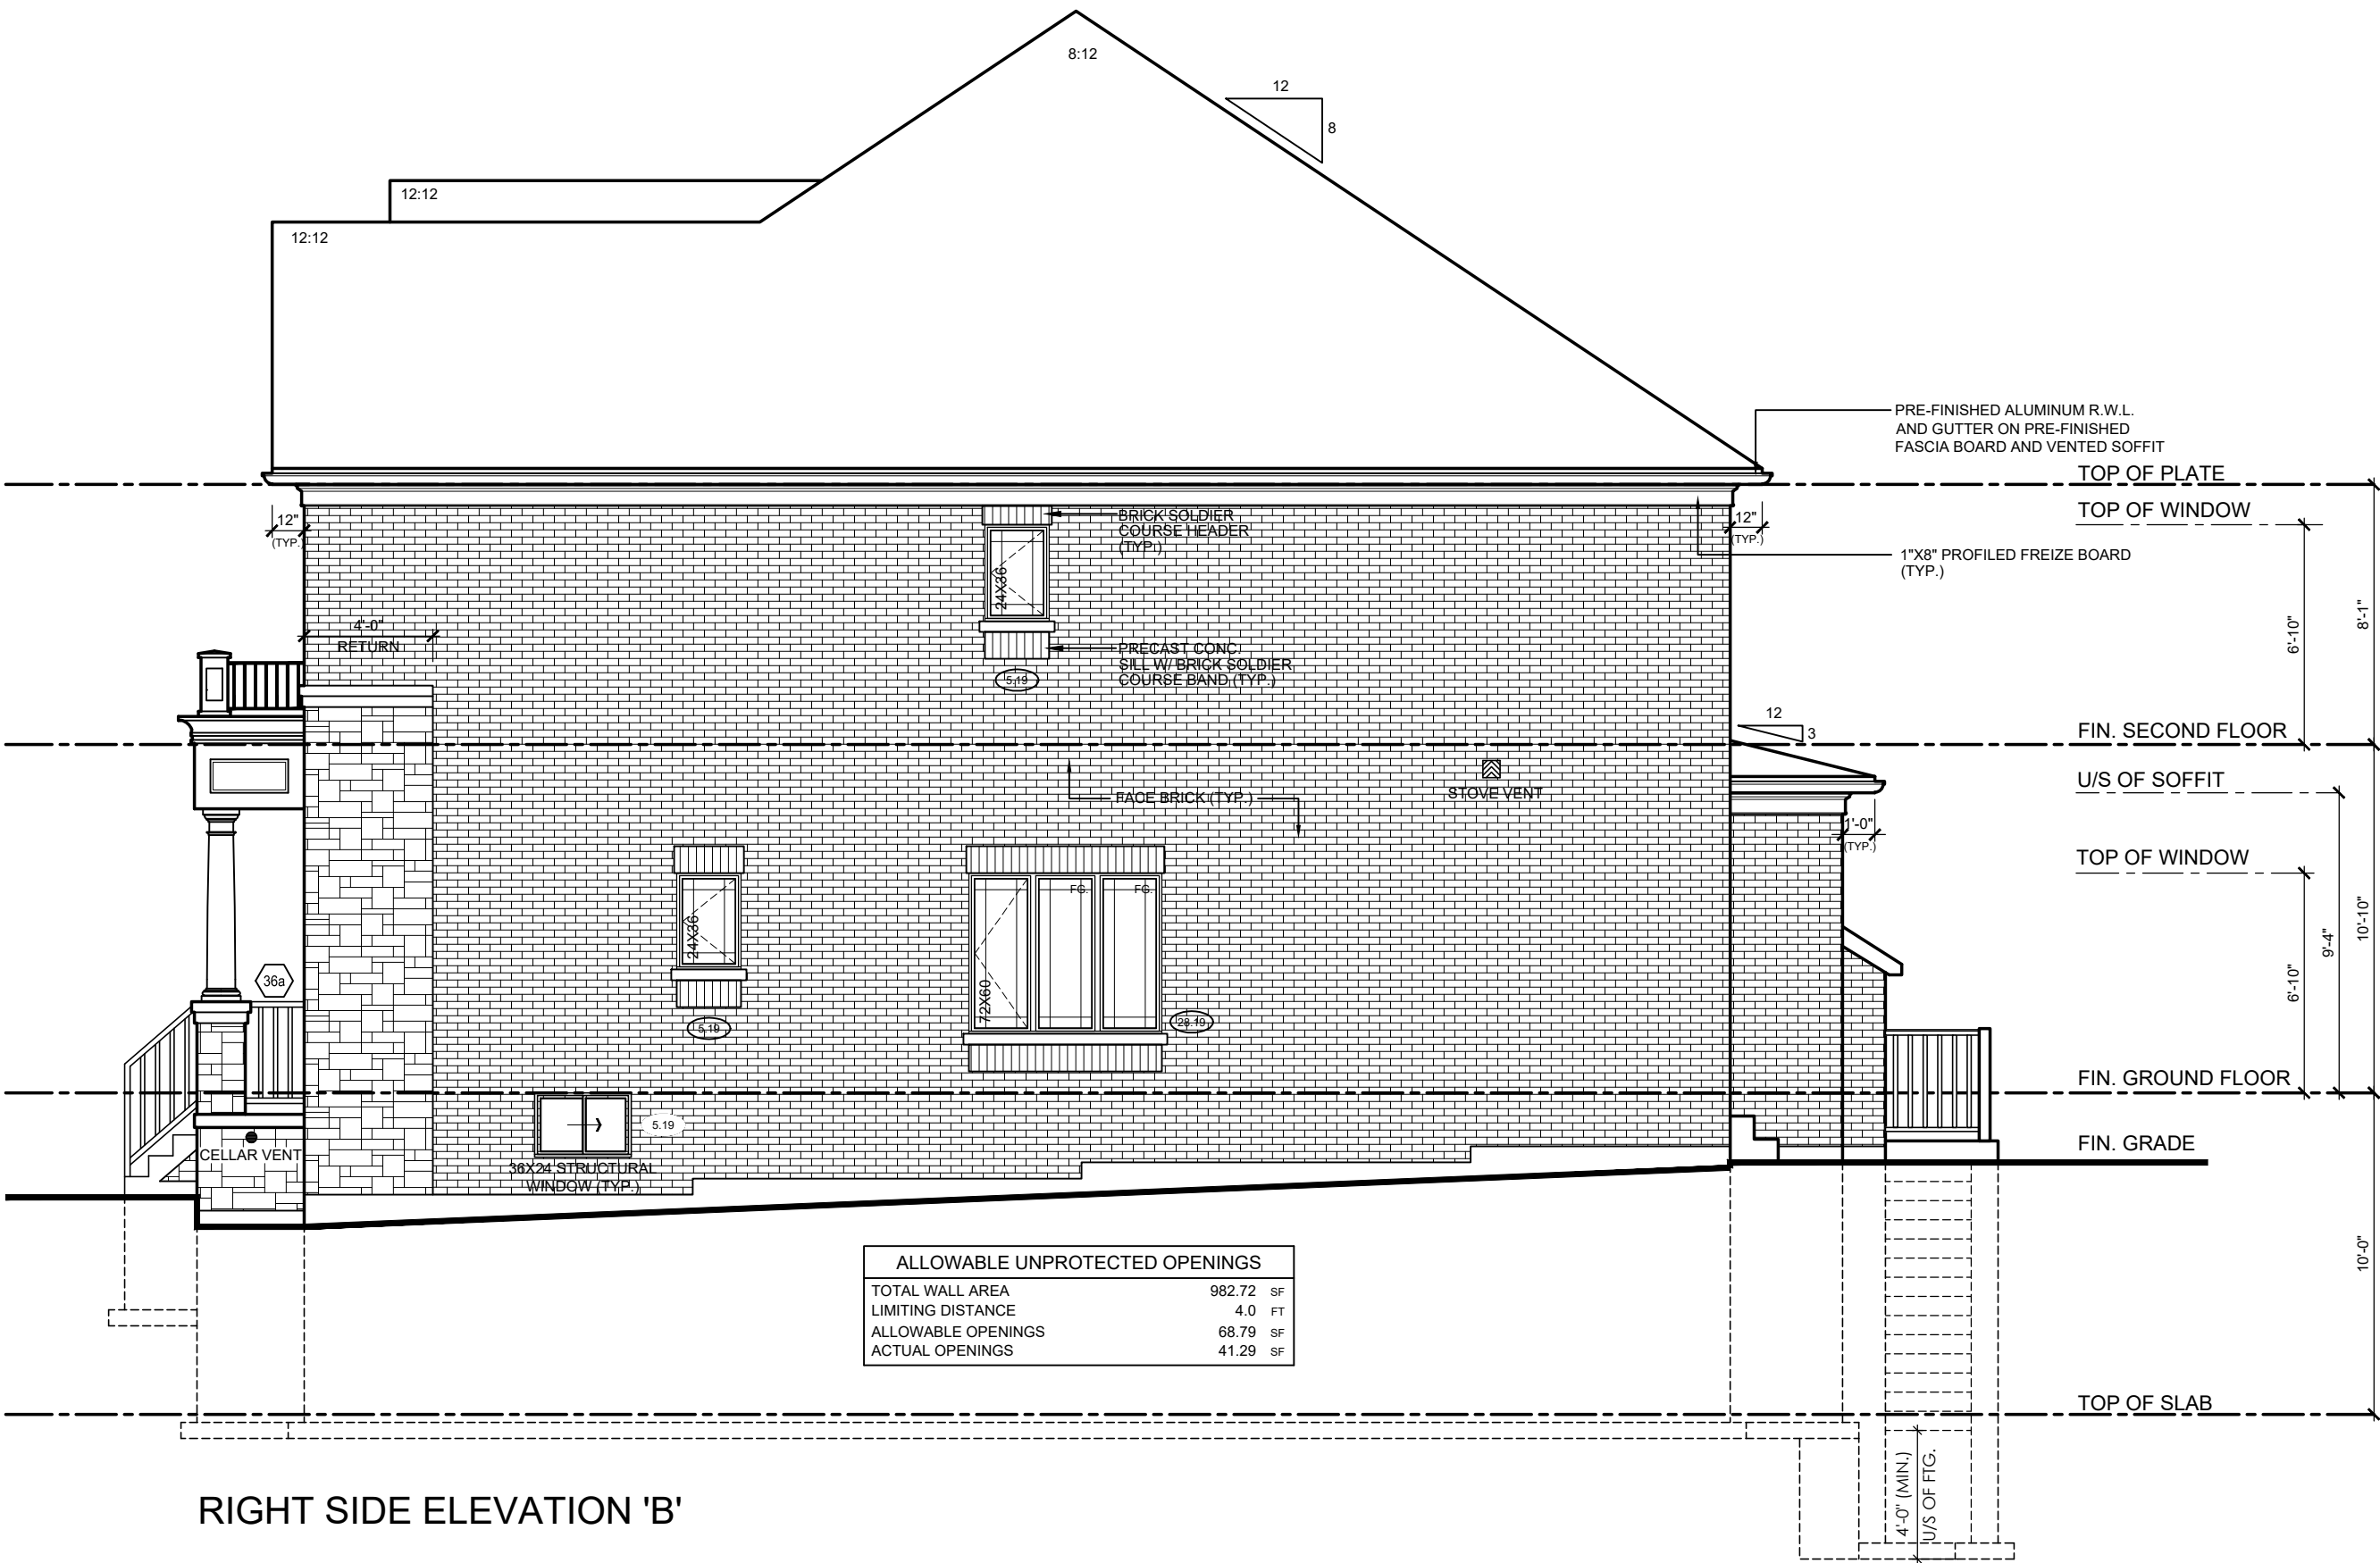 8:12
12
8
12:12
12:12
PRE-FINISHED ALUMINUM R.W.L.
AND GUTTER ON PRE-FINISHED
FASCIA BOARD AND VENTED SOFFIT
TOP OF PLATE
TOP OF WINDOW
12"
(TYP.)
BRICK SOLDIER
COURSE HEADER
(TYP.)
12"
(TYP.)
1"X8" PROFILED FREIZE BOARD
(TYP.)
24X36
8'-1"
6'-10"
4'-0"
RETURN
PRECAST CONC.
SILL W/ BRICK SOLDIER
COURSE BAND (TYP.)
5.19
12
3
FIN. SECOND FLOOR
U/S OF SOFFIT
STOVE VENT
FACE BRICK (TYP.)
1'-0"
(TYP.)
TOP OF WINDOW
FG.
FG.
24X36
10'-10"
9'-4"
6'-10"
36a
72X60
5.19
28.19
FIN. GROUND FLOOR
5.19
CELLAR VENT
36X24 STRUCTURAL
WINDOW (TYP.)
FIN. GRADE
10'-0"
ALLOWABLE UNPROTECTED OPENINGS
TOTAL WALL AREA 982.72 SF
LIMITING DISTANCE 4.0 FT
ALLOWABLE OPENINGS 68.79 SF
ACTUAL OPENINGS 41.29 SF
TOP OF SLAB
4'-0" (MIN.)
U/S OF FTG.
RIGHT SIDE ELEVATION 'B'